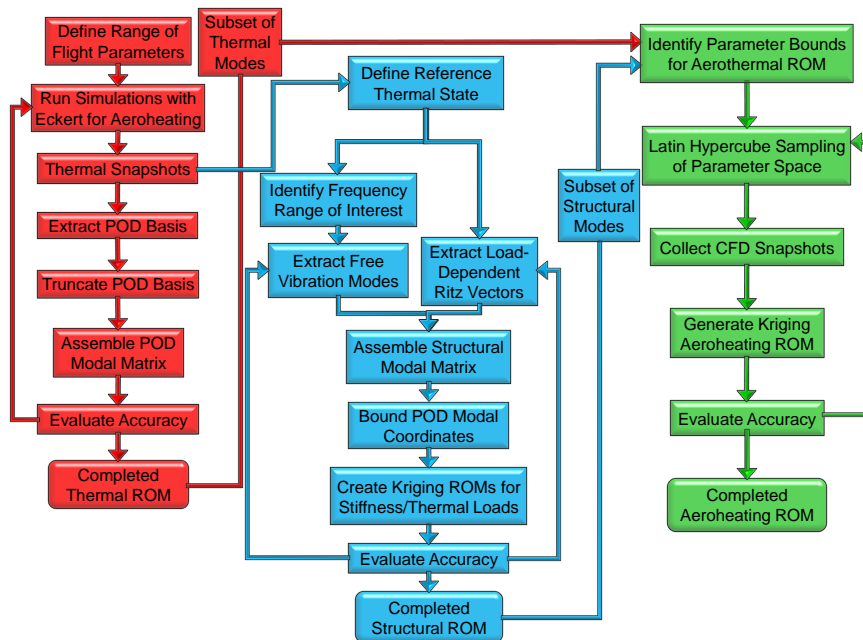 Define Range of
Flight Parameters
Run Simulations with
Eckert for Aeroheating
Thermal Snapshots
Extract POD Basis
Truncate POD Basis
Assemble POD
Modal Matrix
Evaluate Accuracy
Completed
Thermal ROM
Subset of
Thermal
Modes
Define Reference
Thermal State
Identify Frequency
Range of Interest
Extract Free
Vibration Modes
Extract Load-
Dependent
Ritz Vectors
Assemble Structural
Modal Matrix
Bound POD Modal
Coordinates
Create Kriging ROMs for
Stiffness/Thermal Loads
Evaluate Accuracy
Completed
Structural ROM
Subset of
Structural
Modes
Identify Parameter Bounds
for Aerothermal ROM
Latin Hypercube Sampling
of Parameter Space
Collect CFD Snapshots
Generate Kriging
Aeroheating ROM
Evaluate Accuracy
Completed
Aeroheating ROM